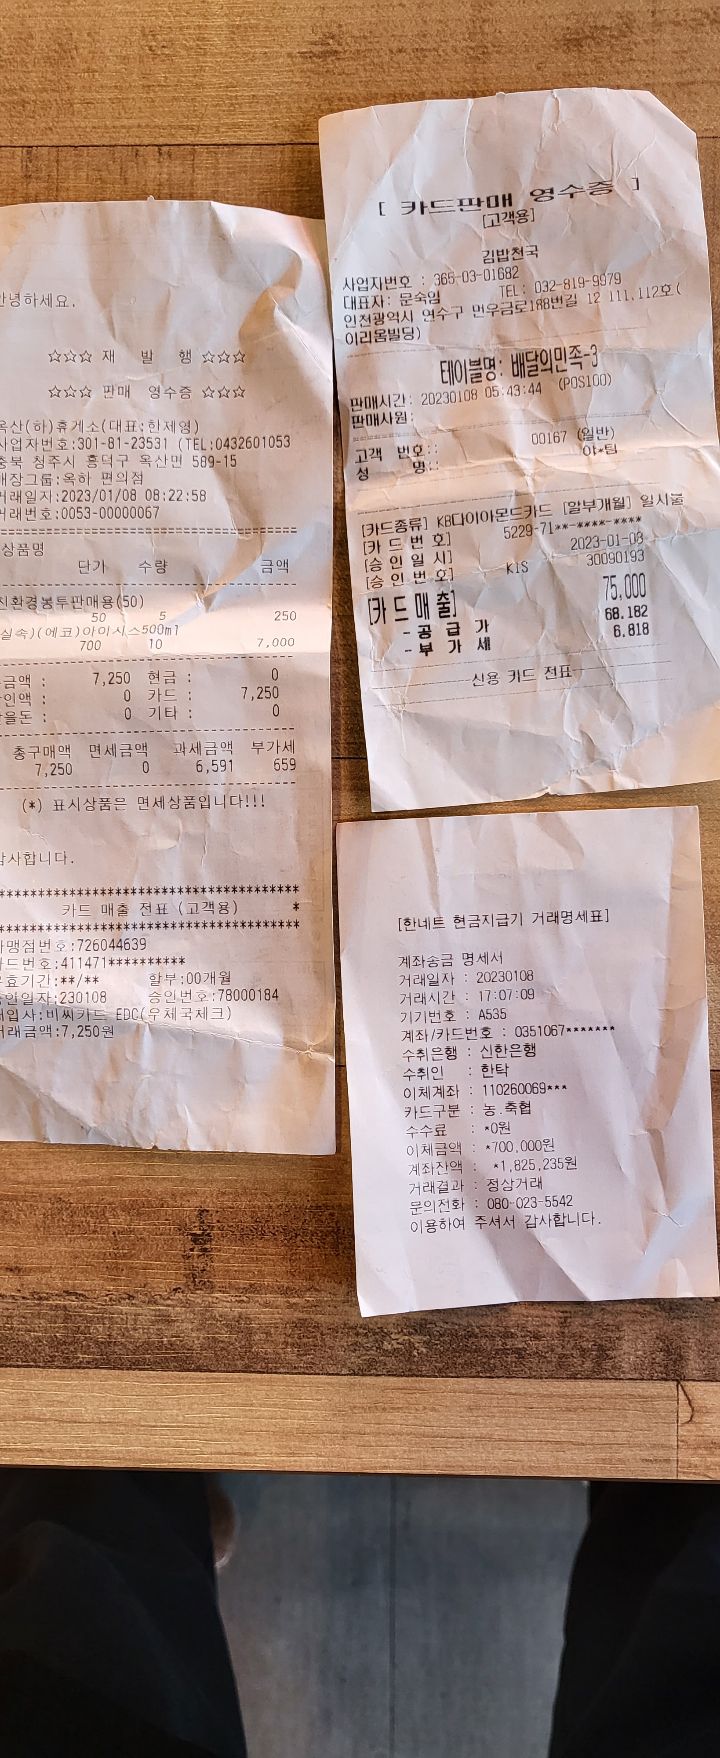 안녕하세요.
☆☆☆ 재 발 행 ☆☆☆
☆☆☆ 판매 영수증 ☆☆☆
옥산(하)휴게소(대표:한제영)
사업자번호:301-81-23531 (TEL:0432601053
충북 청주시 흥덕구 옥산면 589-15
매장그룹:옥하 편의점
거래일자:2023/01/08 08:22:58
거래번호:0053-00000067
상품명
단가 수량 금액
친환경봉투판매용(50)
50 5 250
실속)(에코)아이시스500ml
700 10 7,000
금액 : 7,250 현금 : 0
인액 : 0 카드 : 7,250
을돈 : 0 기타 : 0
총구매액 면세금액 과세금액 부가세
7,250 0 6,591 659
(*) 표시상품은 면세상품입니다!!!
감사합니다.
****************************************
카드 매출 전표 (고객용) *
****************************************
가맹점번호:726044639
카드번호:411471**********
유효기간:**/** 할부:00개월
승인일자:230108 승인번호:78000184
매입사:비씨카드 EDC(우체국체크)
거래금액:7,250원
[ 카드판매 영수증 ]
[고객용]
김밥천국
사업자번호 : 365-03-01682
대표자: 문숙임 TEL: 032-819-9979
인천광역시 연수구 먼우금로188번길 12 111,112호(
이리움빌딩)
테이블명: 배달의민족-3
판매시간: 20230108 05:43:44 (POS100)
판매사원:
고객 번호:: 00167 (일반)
성 명:: 야*팀
[카드종류] KB다이아몬드카드 [할부개월] 일시불
[카 드 번 호] 5229-71**-****-****
[승 인 일 시] 2023-01-08
[승 인 번 호] KIS 30090193
[카드매출] 75,000
- 공 급 가 68.182
- 부 가 세 6.818
신용 카드 전표
[한네트 현금지급기 거래명세표]
계좌송금 명세서
거래일자 : 20230108
거래시간 : 17:07:09
기기번호 : A535
계좌/카드번호 : 0351067*******
수취은행 : 신한은행
수취인 : 한탁
이체계좌 : 110260069***
카드구분 : 농.축협
수수료 : *0원
이체금액 : *700,000원
계좌잔액 : *1,825,235원
거래결과 : 정상거래
문의전화 : 080-023-5542
이용하여 주셔서 감사합니다.